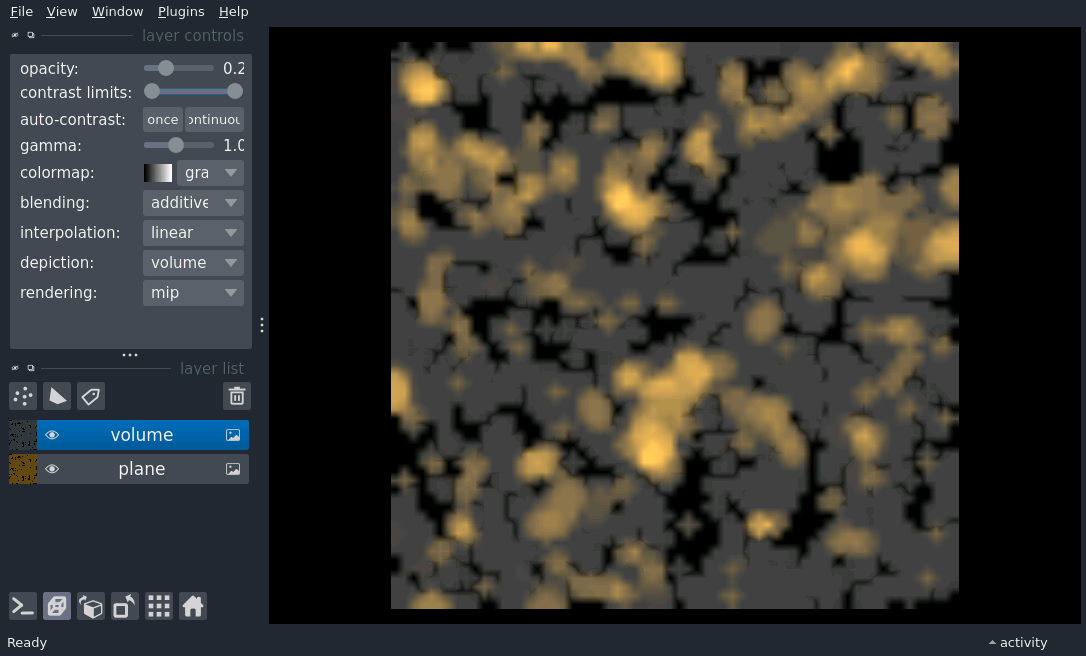 File View Window Plugins Help
layer controls
opacity: 0.2
contrast limits:
auto-contrast: once ontinuou
gamma: 1.0
colormap: gra
blending: additive
interpolation: linear
depiction: volume
rendering: mip
layer list
volume
plane
Ready activity